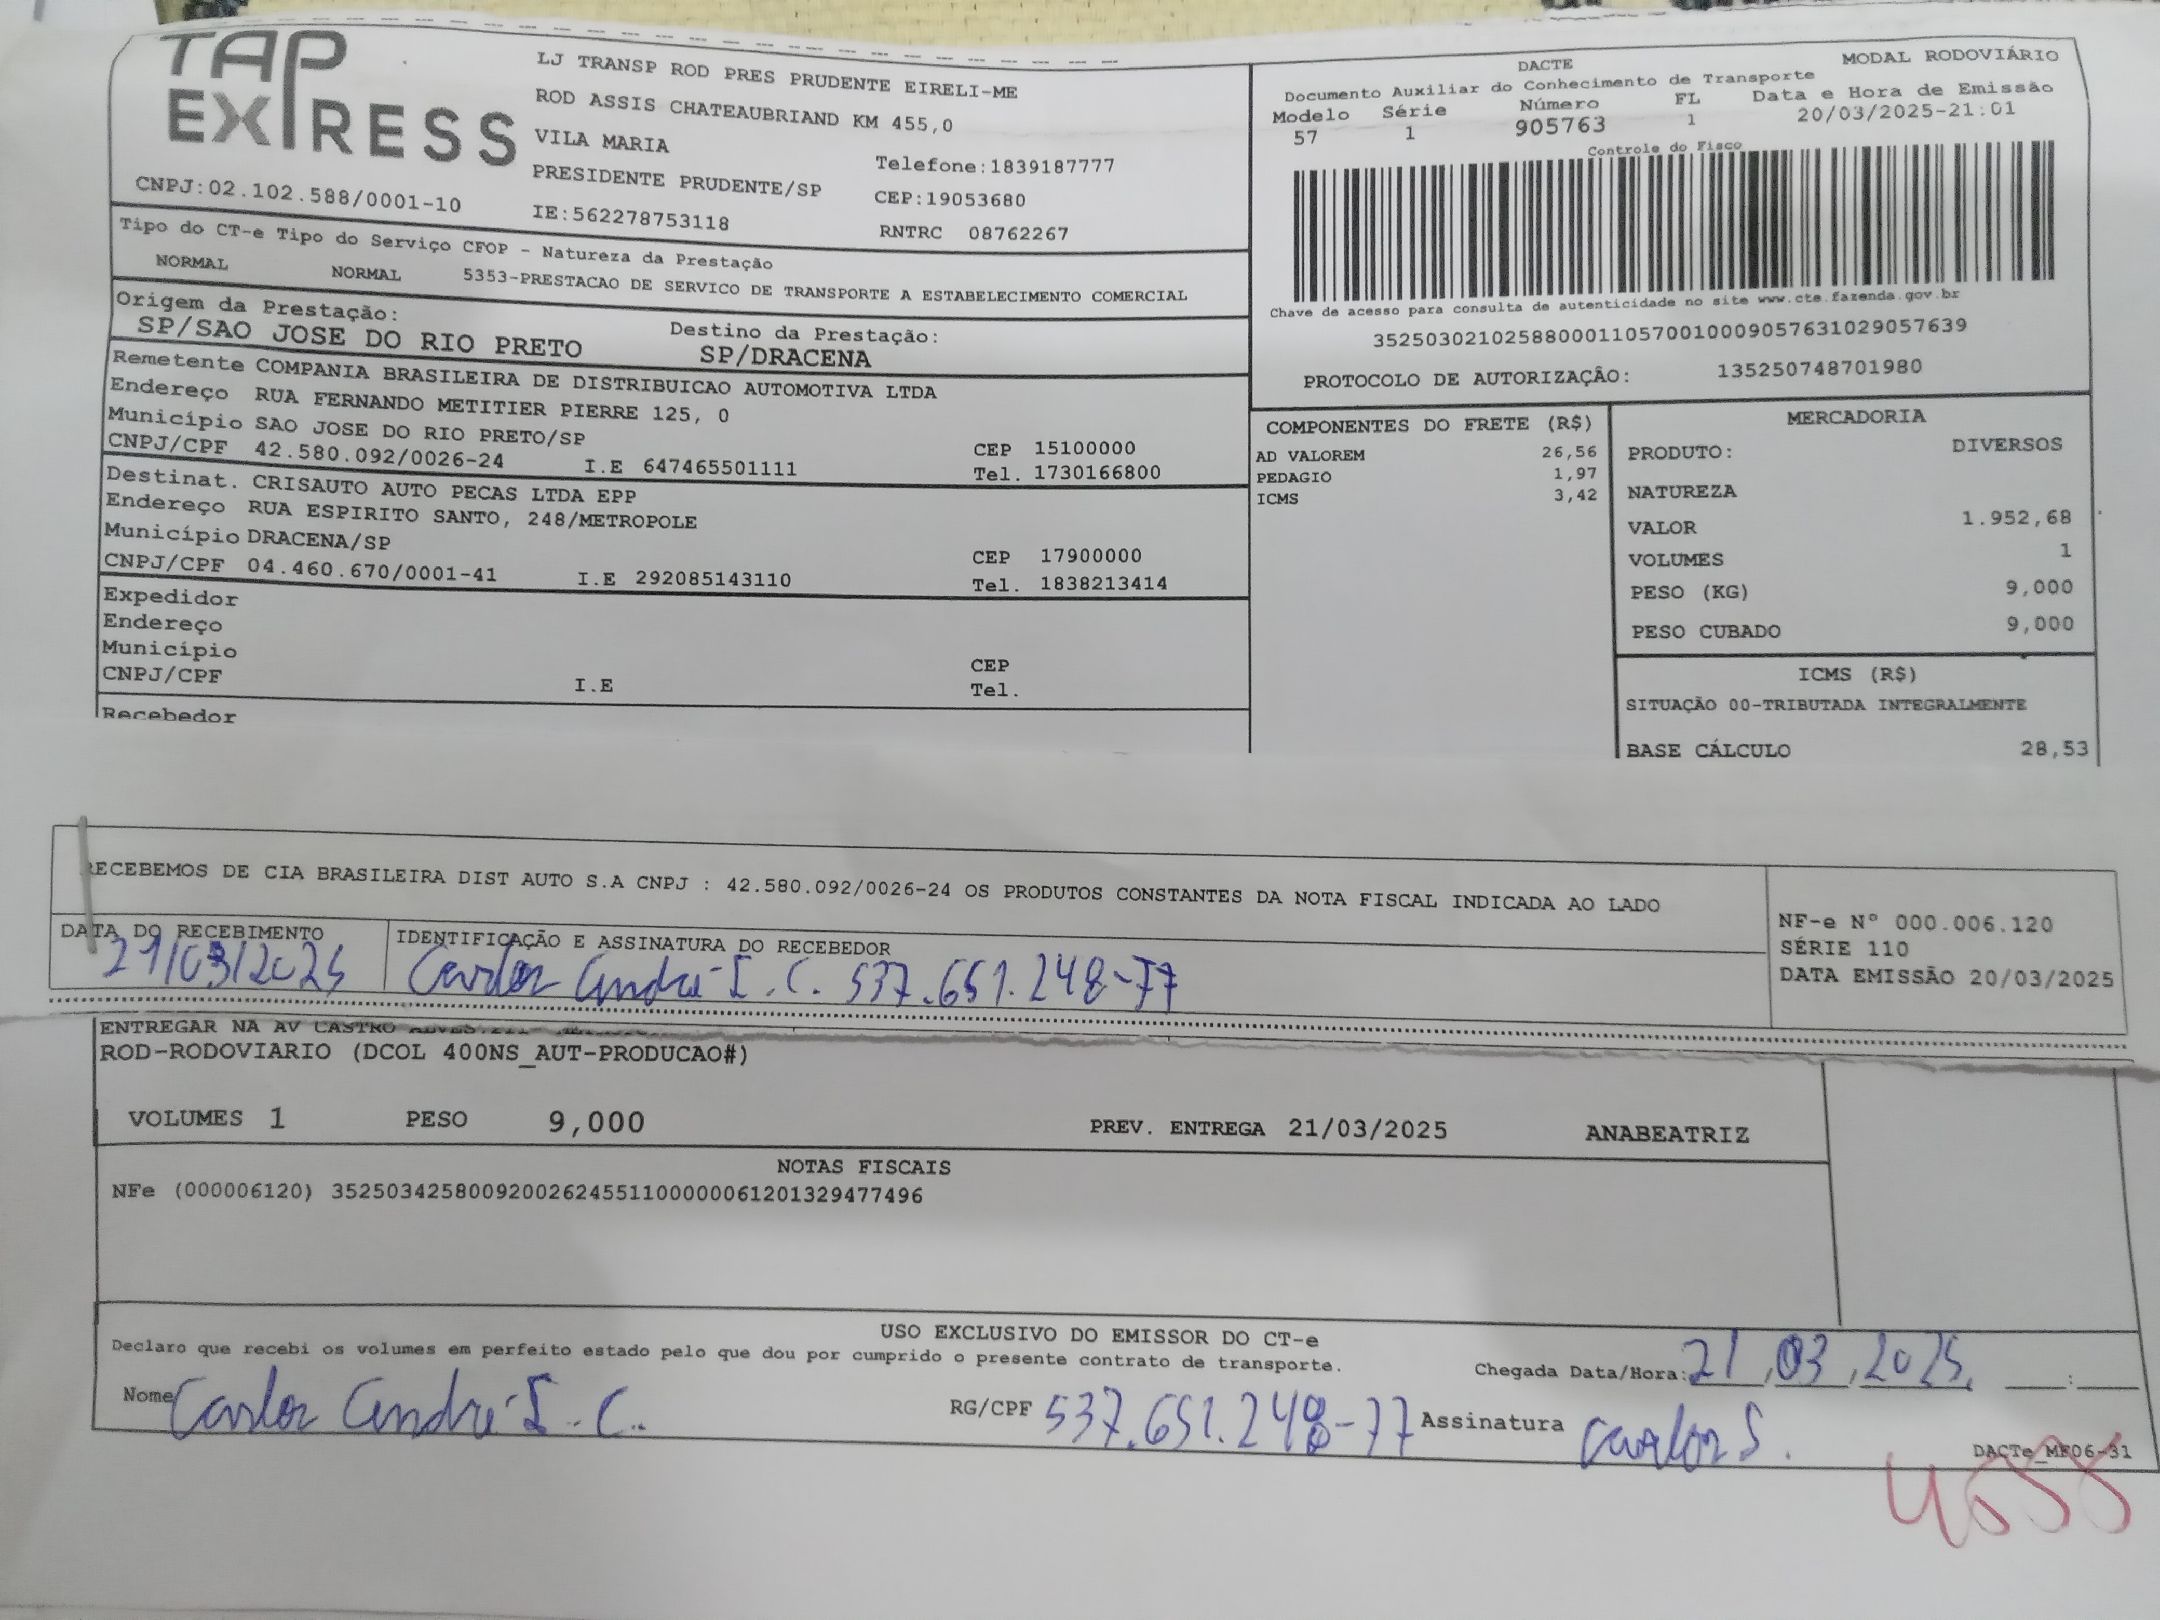 TAP
EXPRESS
CNPJ:02.102.588/0001-10
LJ TRANSP ROD PRES PRUDENTE EIRELI-ME
ROD ASSIS CHATEAUBRIAND KM 455,0
VILA MARIA
Telefone:1839187777
PRESIDENTE PRUDENTE/SP
CEP:19053680
IE:562278753118
RNTRC 08762267
DACTE
MODAL RODOVIÁRIO
Documento Auxiliar do Conhecimento de Transporte
Modelo Série Número FL Data e Hora de Emissão
57 1 905763 1 20/03/2025-21:01
Controle do Fisco
Chave de acesso para consulta de autenticidade no site www.cte.fazenda.gov.br
35250302102588000110570010009057631029057639
PROTOCOLO DE AUTORIZAÇÃO: 135250748701980
Tipo do CT-e Tipo do Serviço CFOP - Natureza da Prestação
NORMAL NORMAL 5353-PRESTACAO DE SERVICO DE TRANSPORTE A ESTABELECIMENTO COMERCIAL
Origem da Prestação: Destino da Prestação:
SP/SAO JOSE DO RIO PRETO SP/DRACENA
Remetente COMPANIA BRASILEIRA DE DISTRIBUICAO AUTOMOTIVA LTDA
Endereço RUA FERNANDO METITIER PIERRE 125, 0
Município SAO JOSE DO RIO PRETO/SP CEP 15100000
CNPJ/CPF 42.580.092/0026-24 I.E 647465501111 Tel. 1730166800
Destinat. CRISAUTO AUTO PECAS LTDA EPP
Endereço RUA ESPIRITO SANTO, 248/METROPOLE
Município DRACENA/SP CEP 17900000
CNPJ/CPF 04.460.670/0001-41 I.E 292085143110 Tel. 1838213414
Expedidor
Endereço
Município CEP
CNPJ/CPF I.E Tel.
Recebedor
COMPONENTES DO FRETE (R$)
AD VALOREM 26,56
PEDAGIO 1,97
ICMS 3,42
MERCADORIA
PRODUTO: DIVERSOS
NATUREZA
VALOR 1.952,68
VOLUMES 1
PESO (KG) 9,000
PESO CUBADO 9,000
ICMS (R$)
SITUAÇÃO 00-TRIBUTADA INTEGRALMENTE
BASE CÁLCULO 28,53
RECEBEMOS DE CIA BRASILEIRA DIST AUTO S.A CNPJ : 42.580.092/0026-24 OS PRODUTOS CONSTANTES DA NOTA FISCAL INDICADA AO LADO
DATA DO RECEBIMENTO
21/03/2025
IDENTIFICAÇÃO E ASSINATURA DO RECEBEDOR
Carlos André S. C. 537.651.248-77
NF-e Nº 000.006.120
SÉRIE 110
DATA EMISSÃO 20/03/2025
ENTREGAR NA AV CASTRO ALVES
ROD-RODOVIARIO (DCOL 400NS_AUT-PRODUCAO#)
VOLUMES 1 PESO 9,000 PREV. ENTREGA 21/03/2025 ANABEATRIZ
NOTAS FISCAIS
NFe (000006120) 35250342580092002624551100000061201329477496
USO EXCLUSIVO DO EMISSOR DO CT-e
Declaro que recebi os volumes em perfeito estado pelo que dou por cumprido o presente contrato de transporte.
Chegada Data/Hora: 21,03,2025, ___:___
Nome Carlos André S. C. RG/CPF 537.651.248-77 Assinatura Carlos S.
DACTe_MF06-31